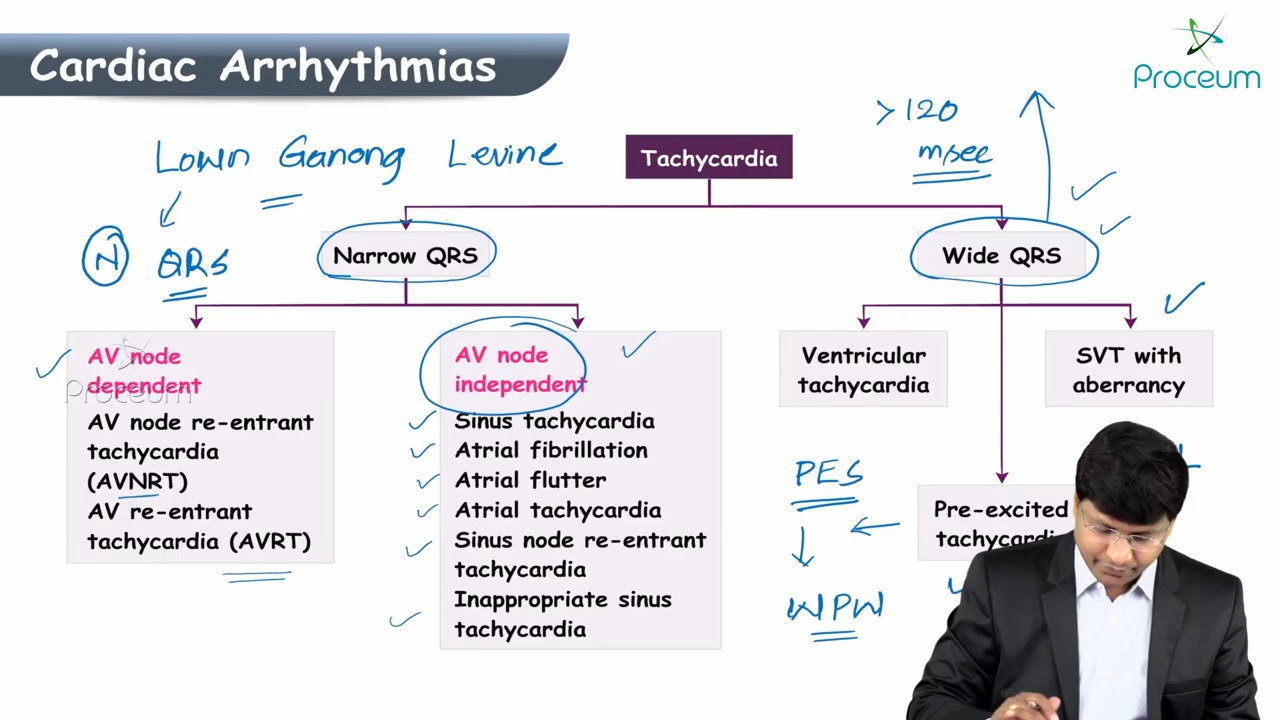 Cardiac Arrhythmias
Proceum
Lown Ganong Levine
Tachycardia
>120
msec
N QRS
Narrow QRS
Wide QRS
AV node
dependent
Proceum
AV node re-entrant
tachycardia
(AVNRT)
AV re-entrant
tachycardia (AVRT)
AV node
independent
Sinus tachycardia
Atrial fibrillation
Atrial flutter
Atrial tachycardia
Sinus node re-entrant
tachycardia
Inappropriate sinus
tachycardia
Ventricular
tachycardia
SVT with
aberrancy
PES
WPW
Pre-excited